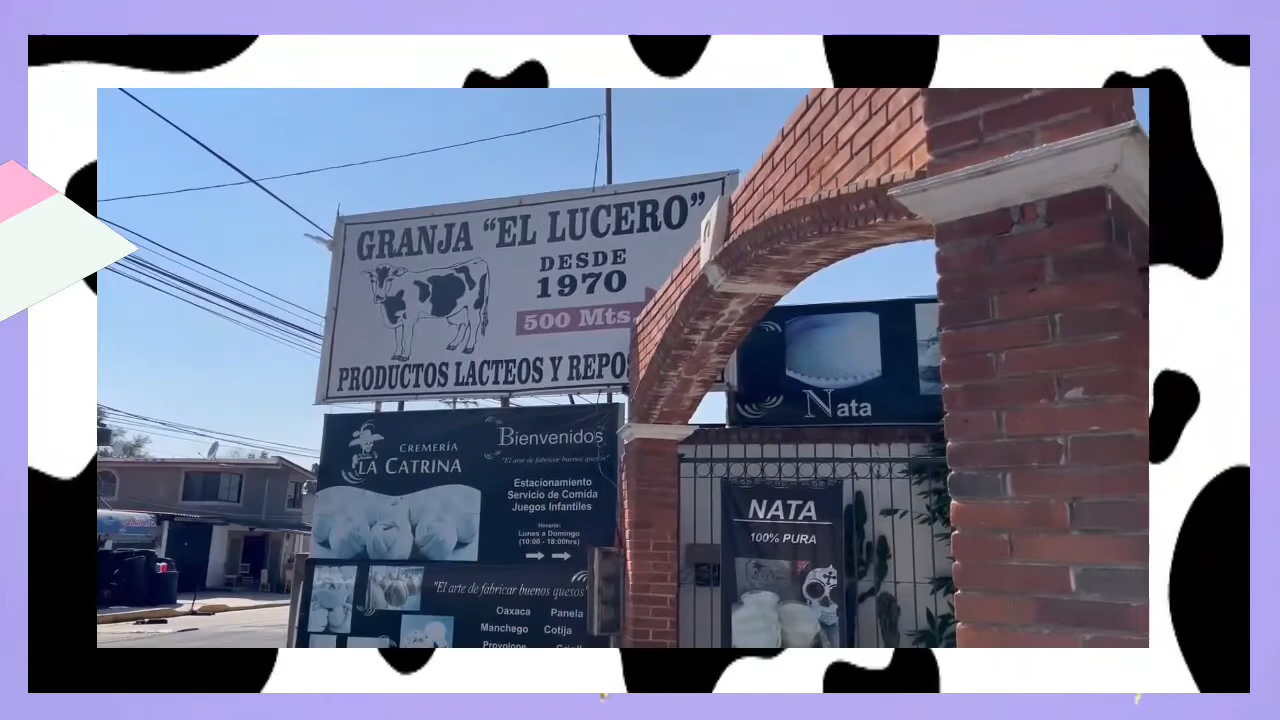 GRANJA "EL LUCERO"
DESDE
1970
500 Mts.
PRODUCTOS LACTEOS Y REPOS
CREMERÍA
LA CATRINA
Bienvenidos
"El arte de fabricar buenos quesos"
Estacionamiento
Servicio de Comida
Juegos Infantiles
Horario:
Lunes a Domingo
(10:00 - 18:00hrs)
"El arte de fabricar buenos quesos"
Oaxaca Panela
Manchego Cotija
Provolone
Nata
NATA
100% PURA